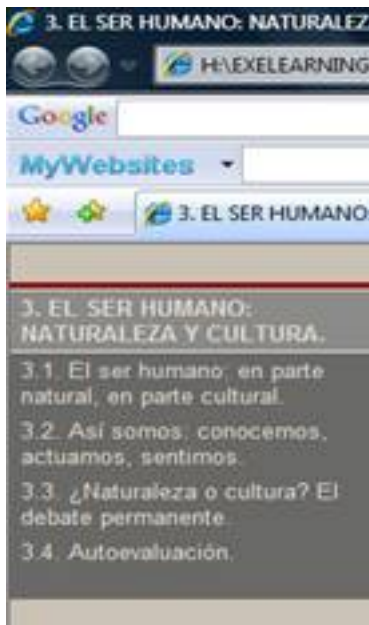 3. EL SER HUMANO: NATURALEZ
H:\EXELEARNING
Google
MyWebsites
3. EL SER HUMANO
3. EL SER HUMANO:
NATURALEZA Y CULTURA.
3.1. El ser humano: en parte
natural, en parte cultural.
3.2. Así somos: conocemos,
actuamos, sentimos.
3.3. ¿Naturaleza o cultura? El
debate permanente.
3.4. Autoevaluación.